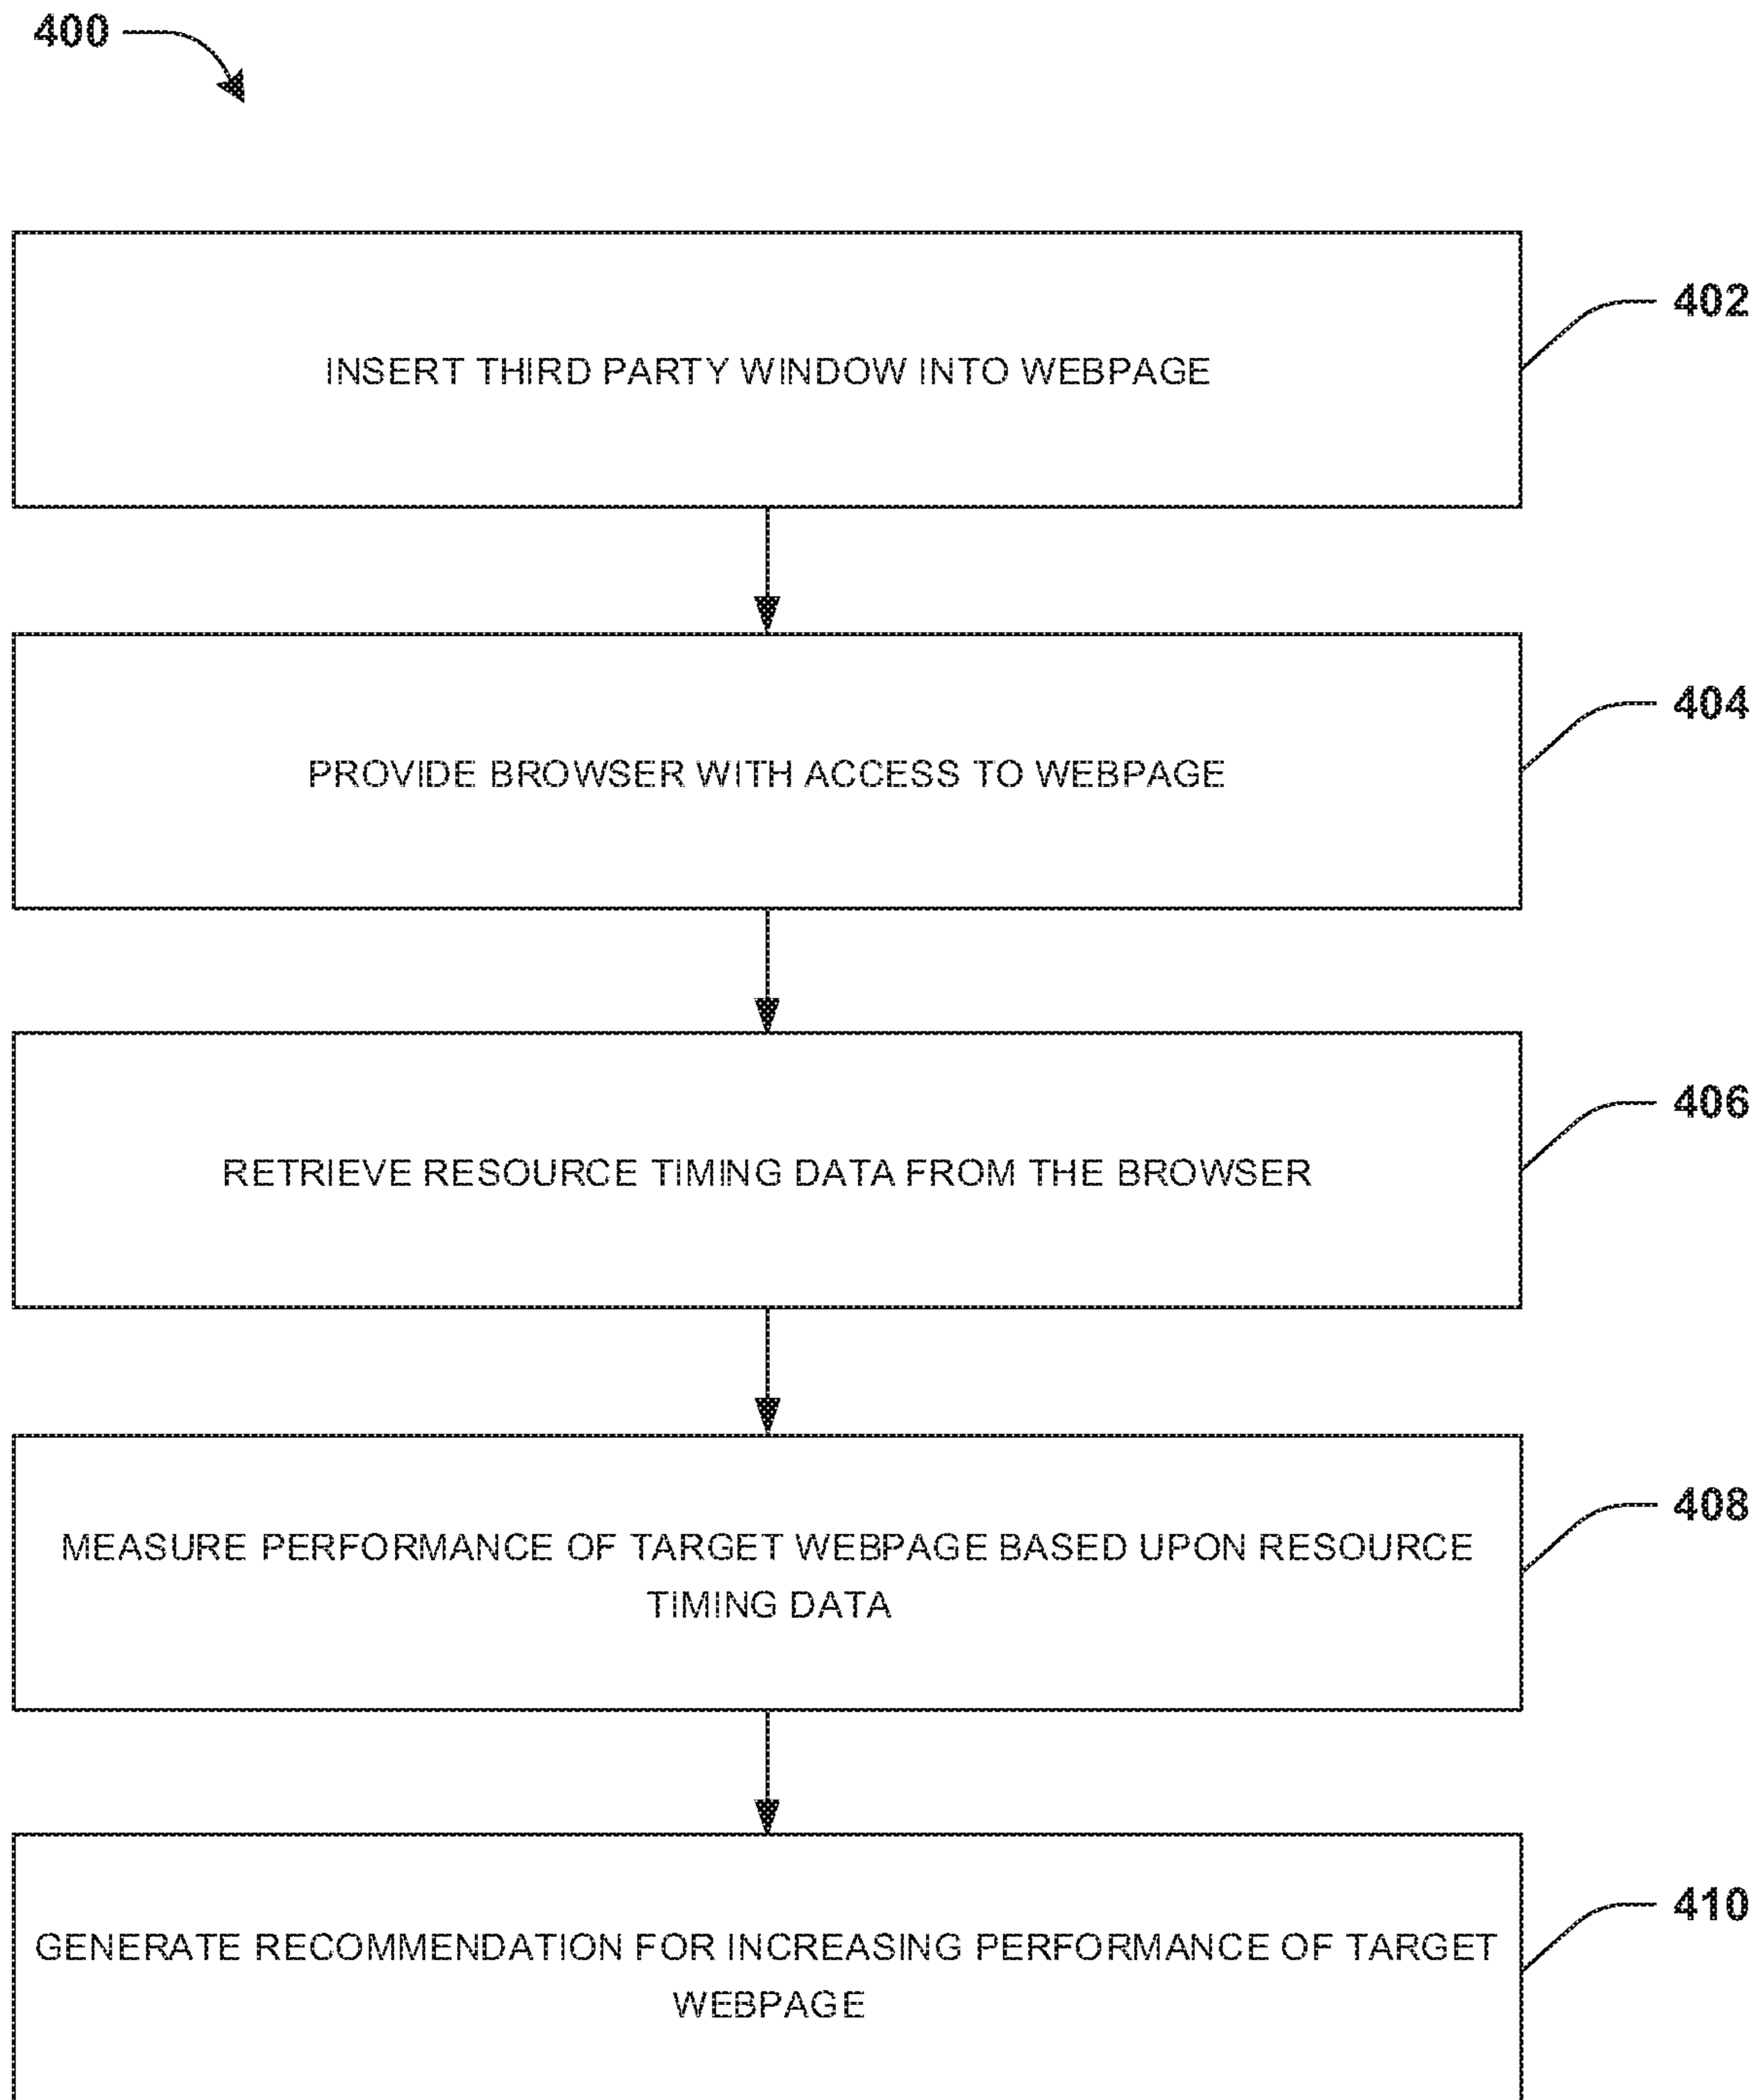 400
INSERT THIRD PARTY WINDOW INTO WEBPAGE
402
PROVIDE BROWSER WITH ACCESS TO WEBPAGE
404
RETRIEVE RESOURCE TIMING DATA FROM THE BROWSER
406
MEASURE PERFORMANCE OF TARGET WEBPAGE BASED UPON RESOURCE
TIMING DATA
408
GENERATE RECOMMENDATION FOR INCREASING PERFORMANCE OF TARGET
WEBPAGE
410